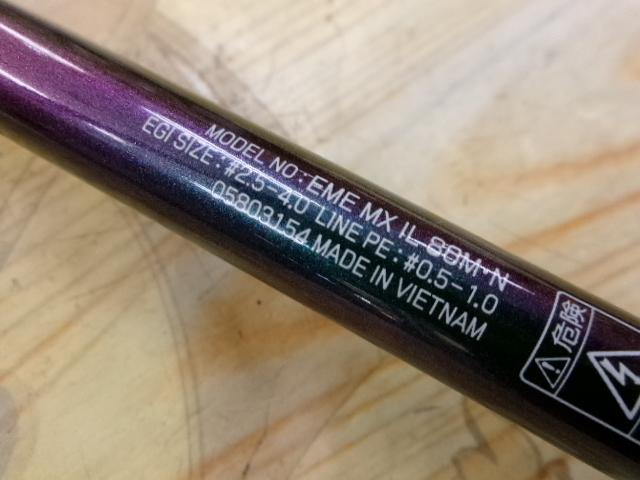 MODEL NO: EME MX IL 88M・N
EGI SIZE: #2.5-4.0 LINE PE: #0.5-1.0
05803154 MADE IN VIETNAM
危険